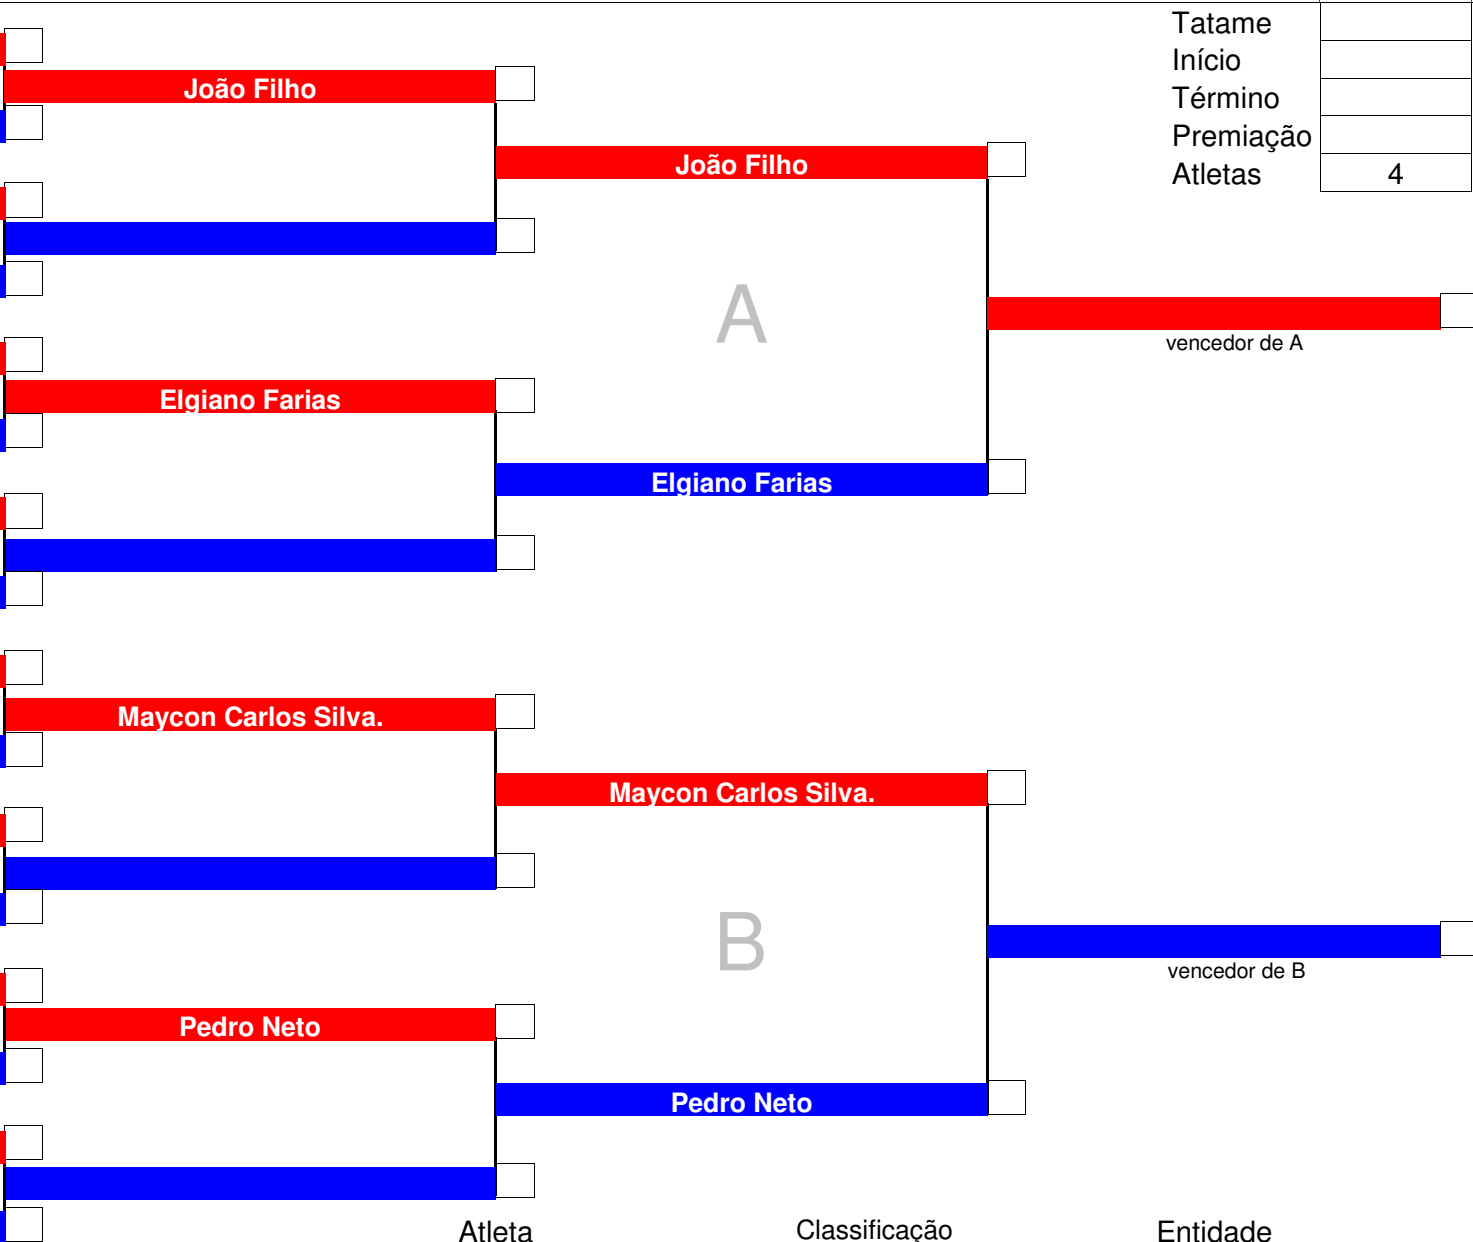 Tatame
Início
Término
Premiação
Atletas 4
João Filho
João Filho
A
vencedor de A
Elgiano Farias
Elgiano Farias
Maycon Carlos Silva.
Maycon Carlos Silva.
B
vencedor de B
Pedro Neto
Pedro Neto
Atleta Classificação Entidade